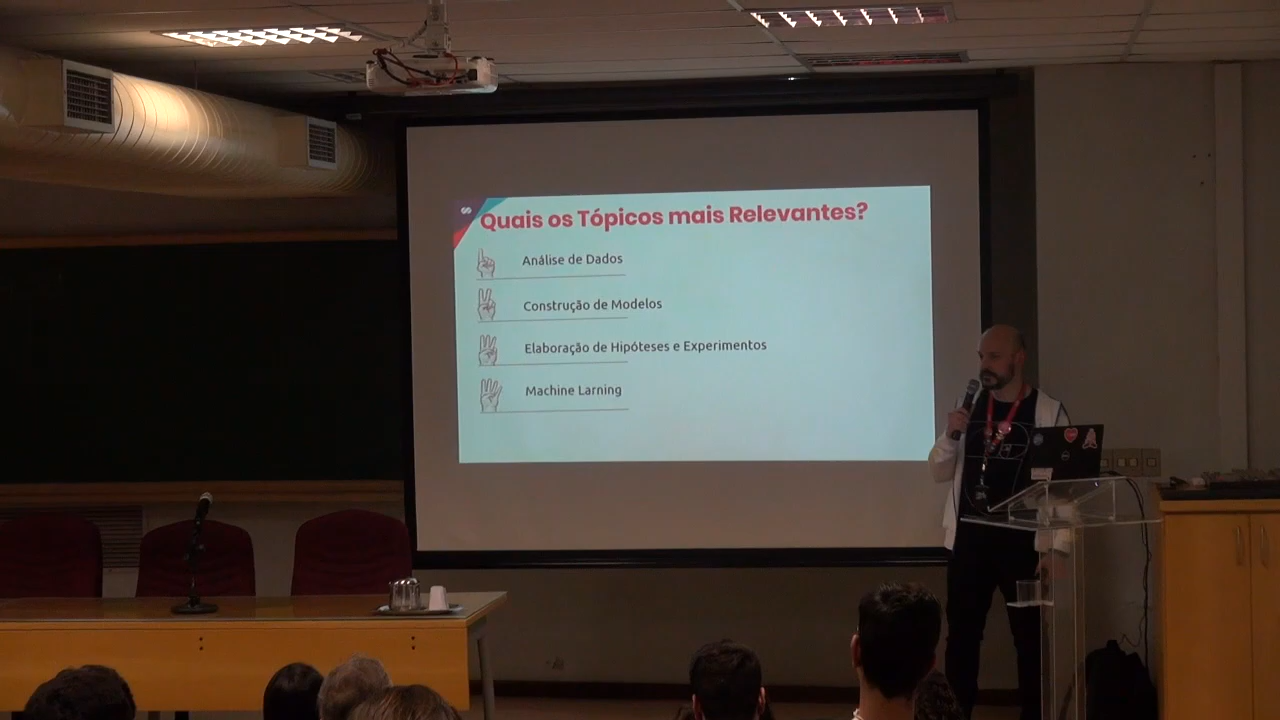 Quais os Tópicos mais Relevantes?
Análise de Dados
Construção de Modelos
Elaboração de Hipóteses e Experimentos
Machine Larning